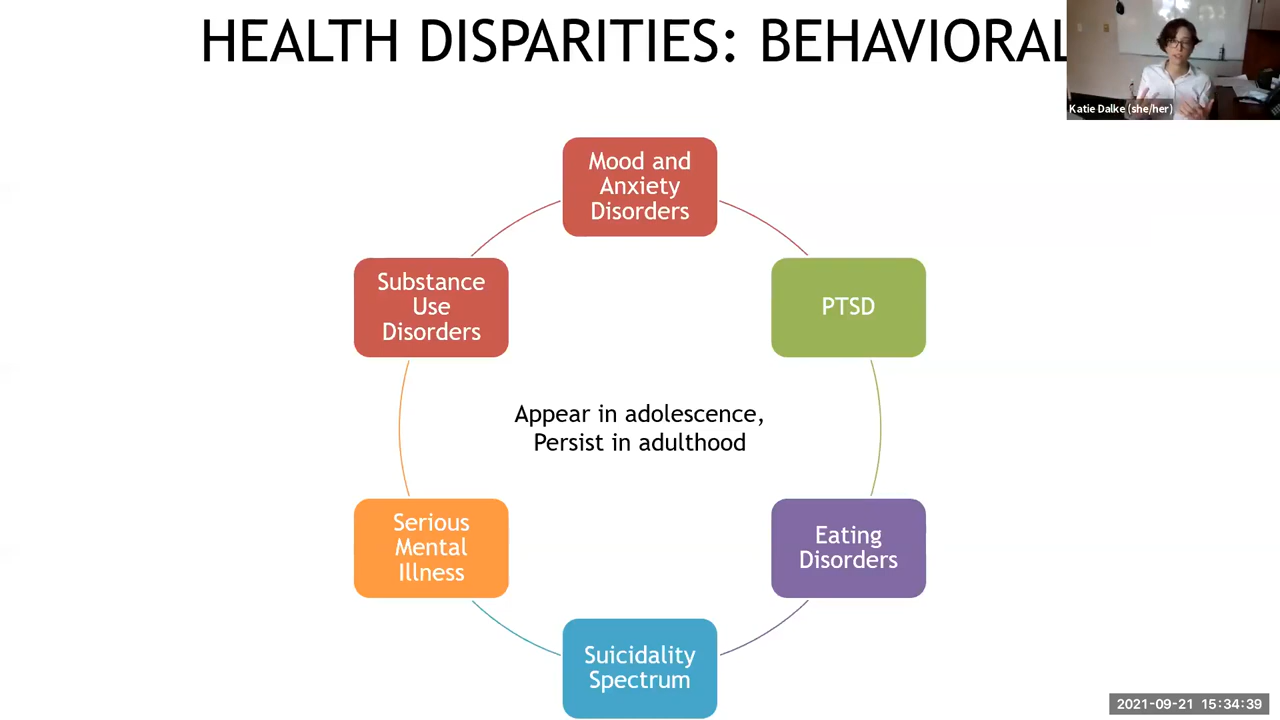 HEALTH DISPARITIES: BEHAVIORAL
Katie Dalke (she/her)
Mood and
Anxiety
Disorders
Substance
Use
Disorders
PTSD
Appear in adolescence,
Persist in adulthood
Serious
Mental
Illness
Eating
Disorders
Suicidality
Spectrum
2021-09-21 15:34:39